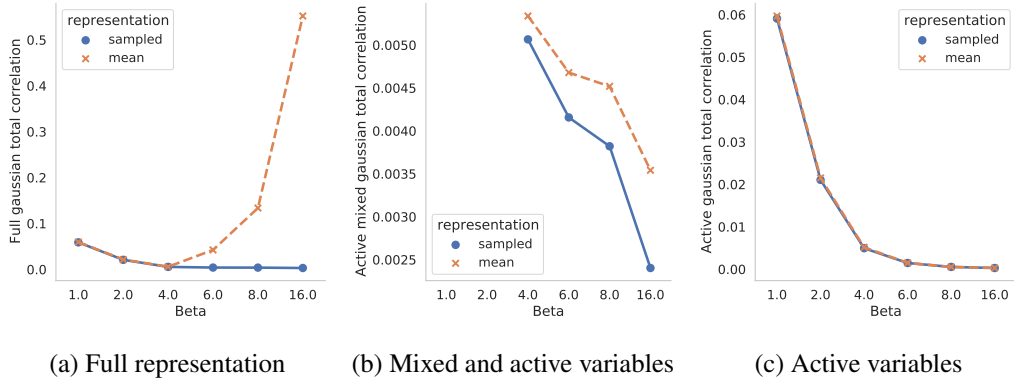 Full gaussian total correlation
0.5
0.4
0.3
0.2
0.1
0.0
representation
sampled
mean
1.0 2.0 4.0 6.0 8.0 16.0
Beta
(a) Full representation
Active mixed gaussian total correlation
0.0050
0.0045
0.0040
0.0035
0.0030
0.0025
representation
sampled
mean
1.0 2.0 4.0 6.0 8.0 16.0
Beta
(b) Mixed and active variables
Active gaussian total correlation
0.06
0.05
0.04
0.03
0.02
0.01
0.00
representation
sampled
mean
1.0 2.0 4.0 6.0 8.0 16.0
Beta
(c) Active variables